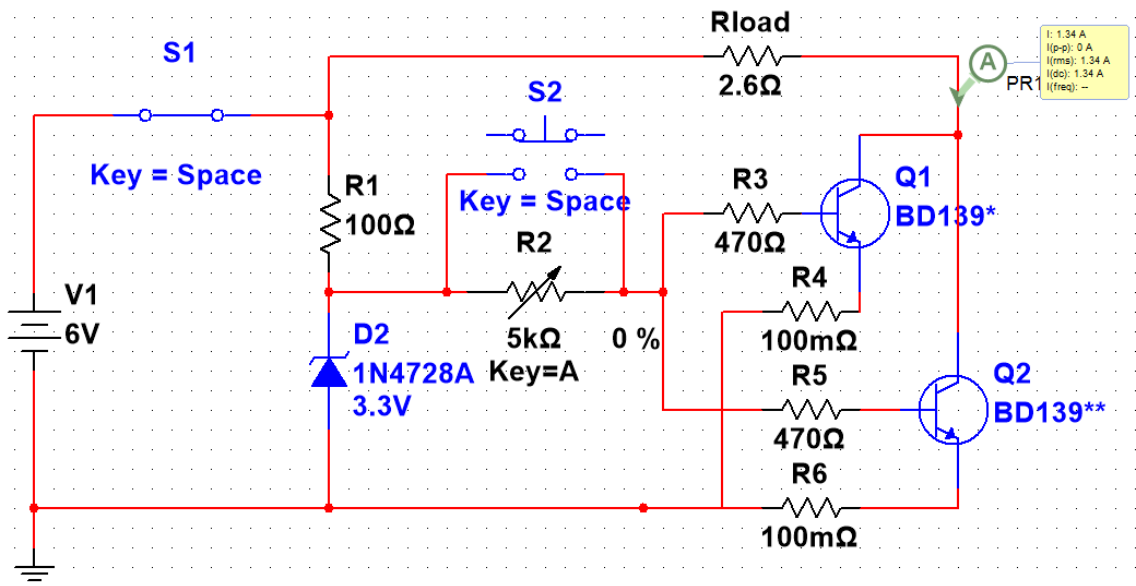 Rload
2.6Ω
I: 1.34 A
I(p-p): 0 A
I(rms): 1.34 A
I(dc): 1.34 A
I(freq): --
A
PR1
S1
Key = Space
S2
Key = Space
R1
100Ω
R3
470Ω
Q1
BD139*
R2
5kΩ
0 %
Key=A
R4
100mΩ
V1
6V
D2
1N4728A
3.3V
R5
470Ω
Q2
BD139**
R6
100mΩ